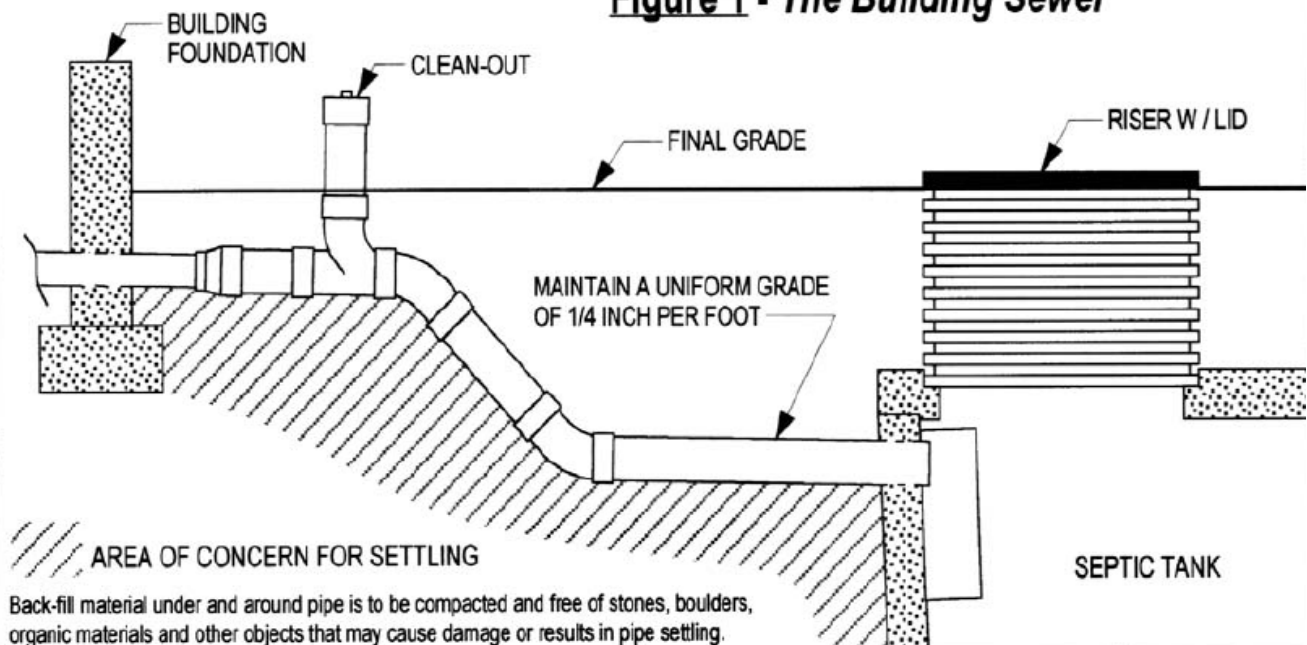 Figure 1 - The Building Sewer
BUILDING
FOUNDATION
CLEAN-OUT
FINAL GRADE
RISER W / LID
MAINTAIN A UNIFORM GRADE
OF 1/4 INCH PER FOOT
AREA OF CONCERN FOR SETTLING
SEPTIC TANK
Back-fill material under and around pipe is to be compacted and free of stones, boulders,
organic materials and other objects that may cause damage or results in pipe settling.